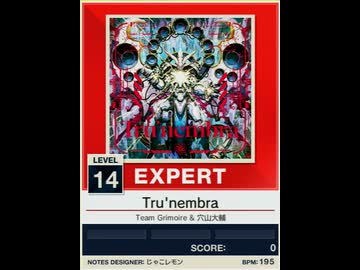 Tru'nembra
LEVEL
14
EXPERT
Tru'nembra
Team Grimoire & 穴山大輔
SCORE: 0
NOTES DESIGNER: じゃこレモン BPM: 195